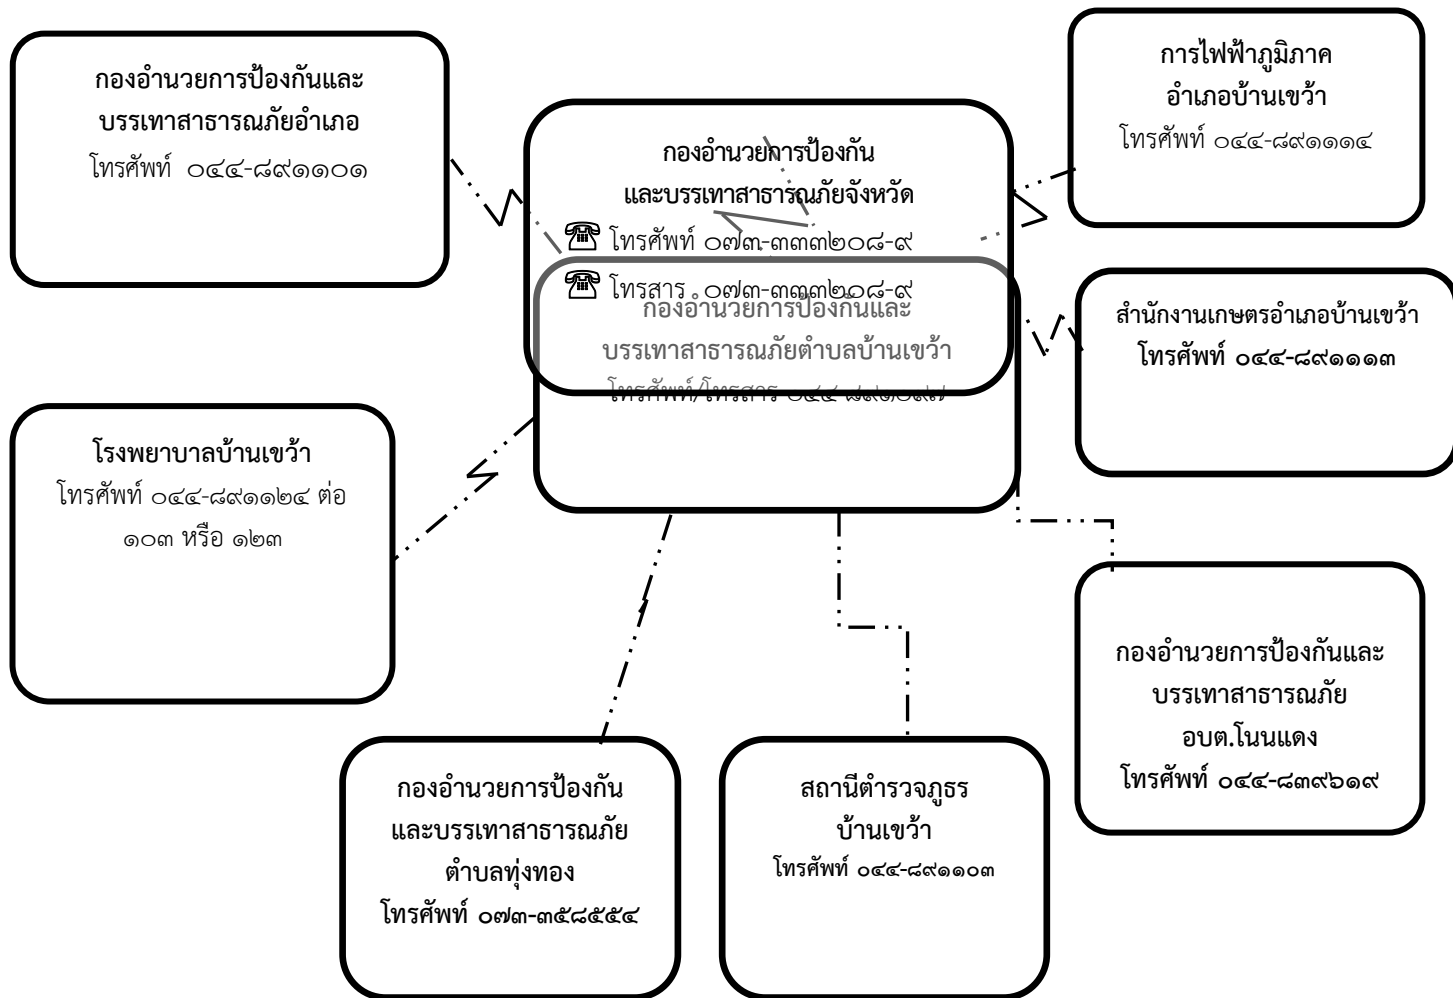 กองอำนวยการป้องกันและ
บรรเทาสาธารณภัยอำเภอ
โทรศัพท์ ๐๔๔-๘๙๑๑๐๑
กองอำนวยการป้องกัน
และบรรเทาสาธารณภัยจังหวัด
โทรศัพท์ ๐๗๓-๓๓๓๒๐๘-๙
โทรสาร ๐๗๓-๓๓๓๒๐๘-๙
กองอำนวยการป้องกันและ
บรรเทาสาธารณภัยตำบลบ้านเขว้า
โทรศัพท์/โทรสาร ๐๔๔-๘๙๑๐๙๗
การไฟฟ้าภูมิภาค
อำเภอบ้านเขว้า
โทรศัพท์ ๐๔๔-๘๙๑๑๑๔
สำนักงานเกษตรอำเภอบ้านเขว้า
โทรศัพท์ ๐๔๔-๘๙๑๑๑๓
โรงพยาบาลบ้านเขว้า
โทรศัพท์ ๐๔๔-๘๙๑๑๒๔ ต่อ
๑๐๓ หรือ ๑๒๓
กองอำนวยการป้องกันและ
บรรเทาสาธารณภัย
อบต.โนนแดง
โทรศัพท์ ๐๔๔-๘๓๙๖๑๙
กองอำนวยการป้องกัน
และบรรเทาสาธารณภัย
ตำบลทุ่งทอง
โทรศัพท์ ๐๗๓-๓๕๘๕๕๔
สถานีตำรวจภูธร
บ้านเขว้า
โทรศัพท์ ๐๔๔-๘๙๑๑๐๓